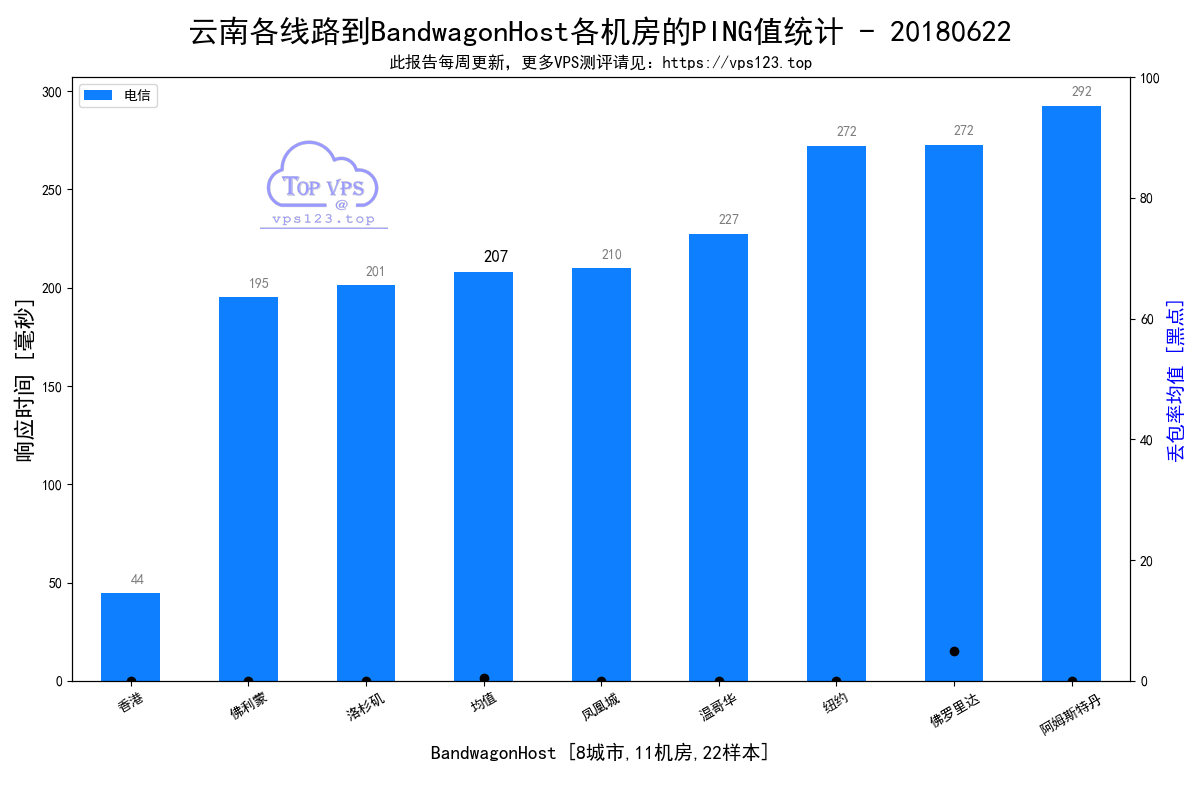 云南各线路到BandwagonHost各机房的PING值统计 - 20180622
此报告每周更新，更多VPS测评请见：https://vps123.top
电信
TOP VPS
@
vps123.top
响应时间 [毫秒]
300
250
200
150
100
50
0
44
195
201
207
210
227
272
272
292
100
80
60
40
20
0
丢包率均值 [黑点]
香港
佛利蒙
洛杉矶
均值
凤凰城
温哥华
纽约
佛罗里达
阿姆斯特丹
BandwagonHost [8城市,11机房,22样本]